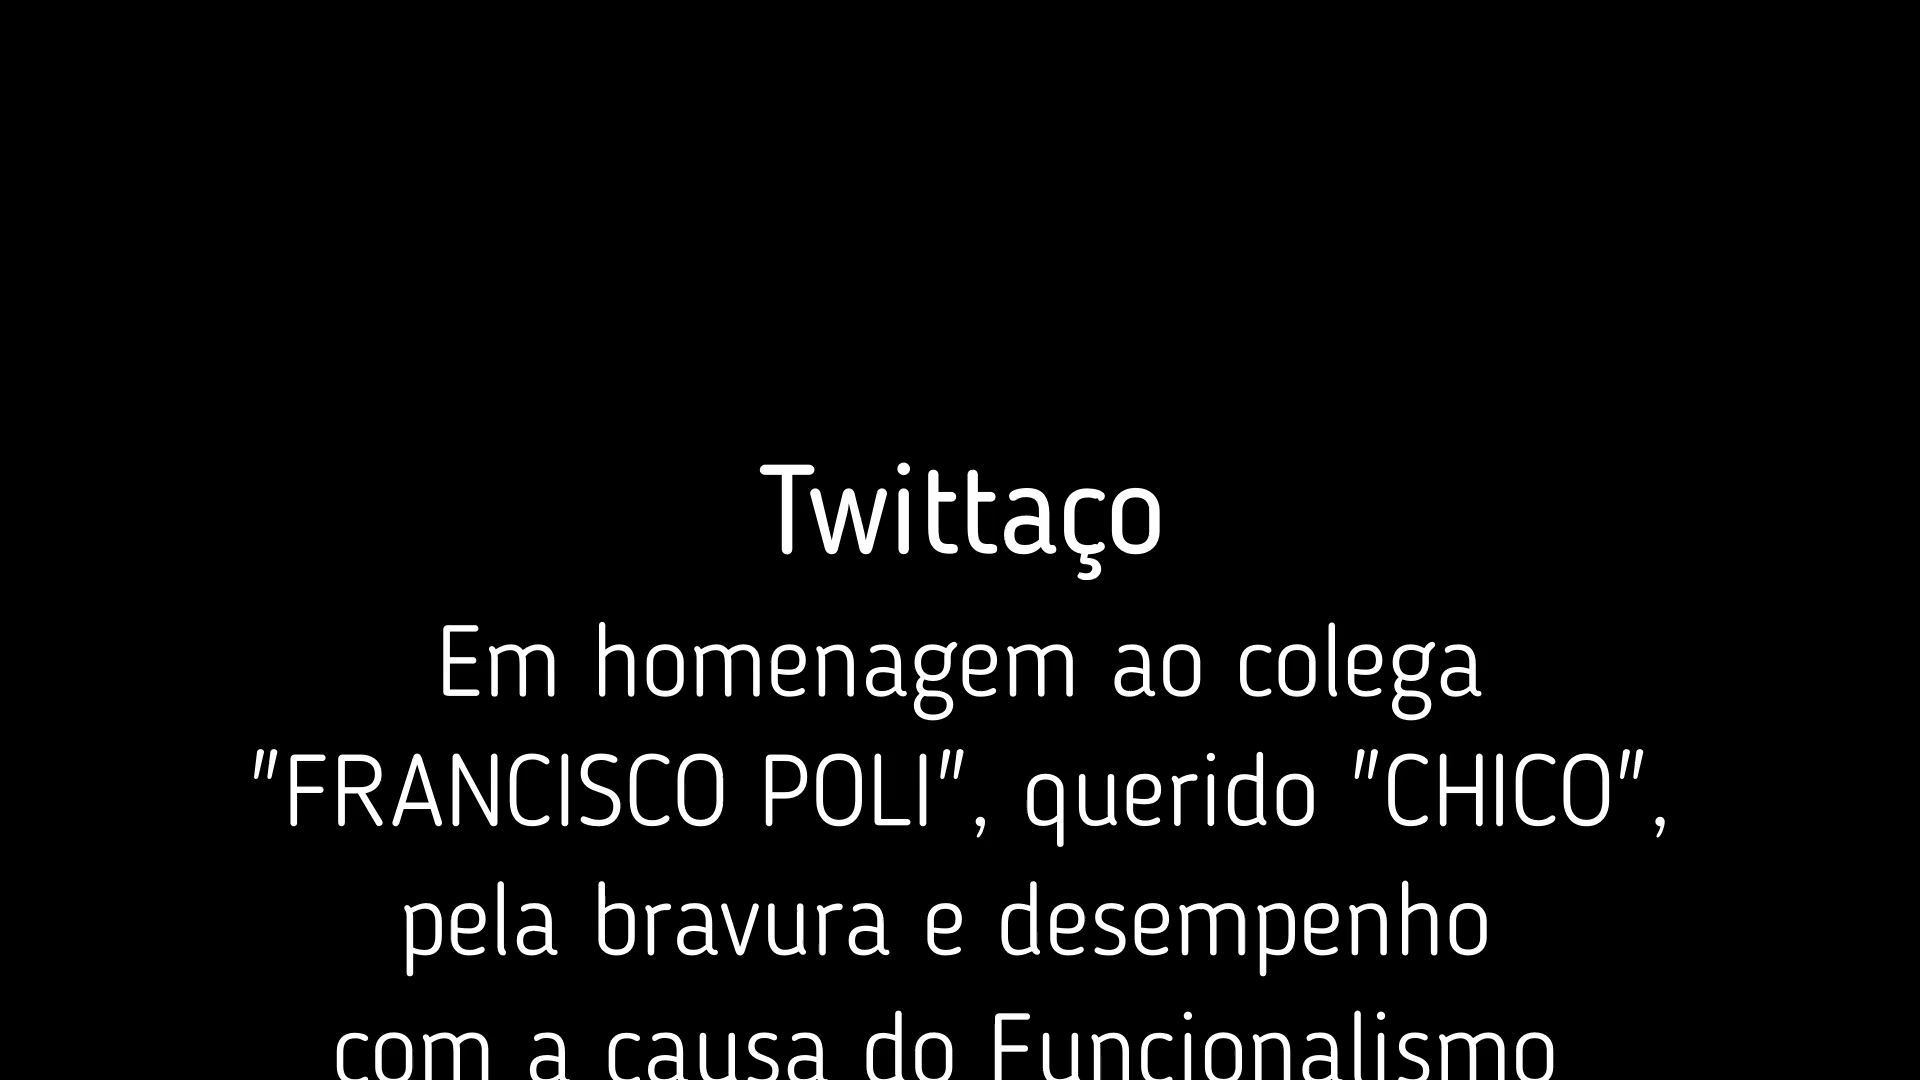 Twittaço
Em homenagem ao colega
"FRANCISCO POLI", querido "CHICO",
pela bravura e desempenho
com a causa do Funcionalismo